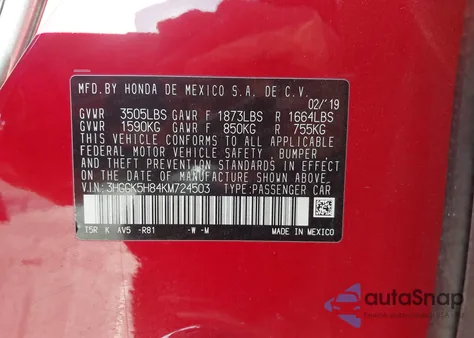 MFD.BY HONDA DE MEXICO S.A. DE C.V.
02/'19
GVWR 3505LBS GAWR F 1873LBS R 1664LBS
GVWR 1590KG GAWR F 850KG R 755KG
THIS VEHICLE CONFORMS TO ALL APPLICABLE
FEDERAL MOTOR VEHICLE SAFETY, BUMPER,
AND THEFT PREVENTION STANDARDS IN EFFECT
ON THE DATE OF MANUFACTURE SHOWN ABOVE.
V.I.N: 3HGGK5H84KM724503 TYPE:PASSENGER CAR
T5R K AV5 -R81 -W -M MADE IN MEXICO
autoSnap